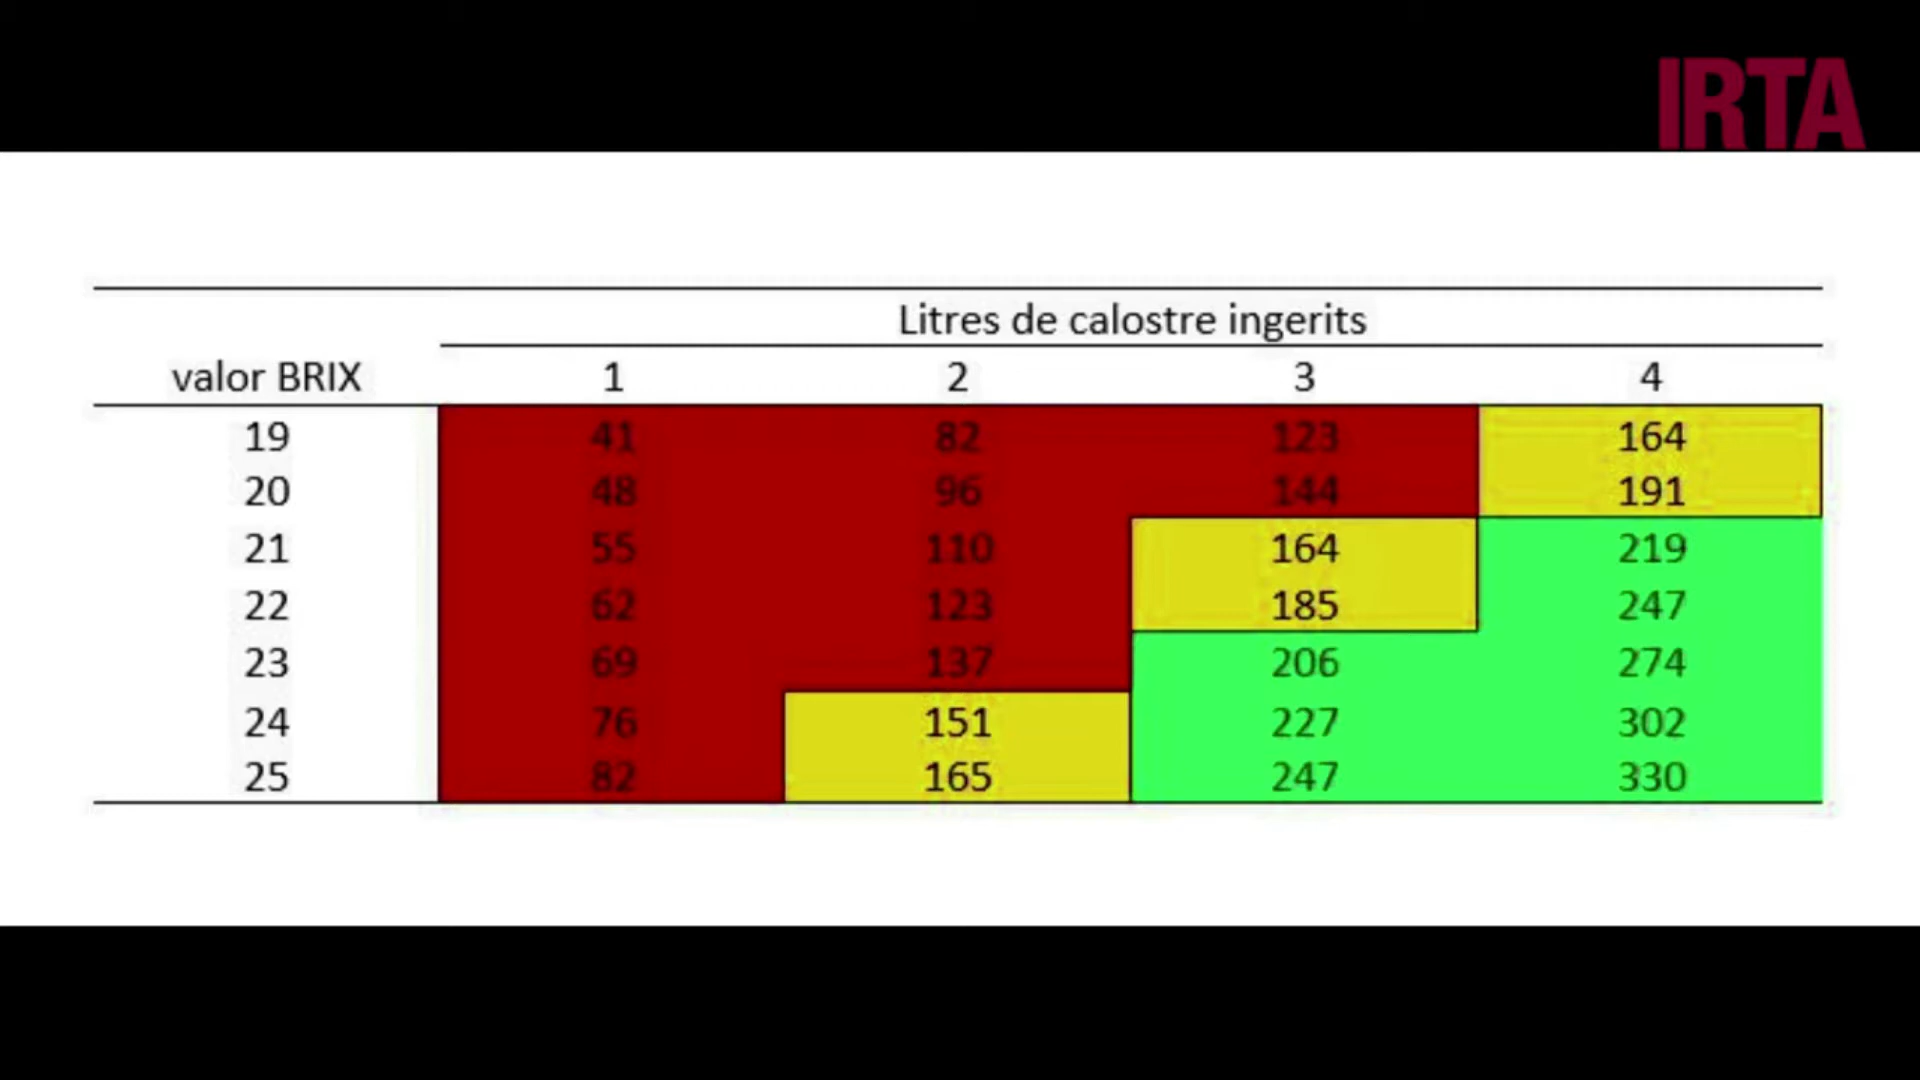 IRTA
Litres de calostre ingerits
valor BRIX 1 2 3 4
19 41 82 123 164
20 48 96 144 191
21 55 110 164 219
22 62 123 185 247
23 69 137 206 274
24 76 151 227 302
25 82 165 247 330